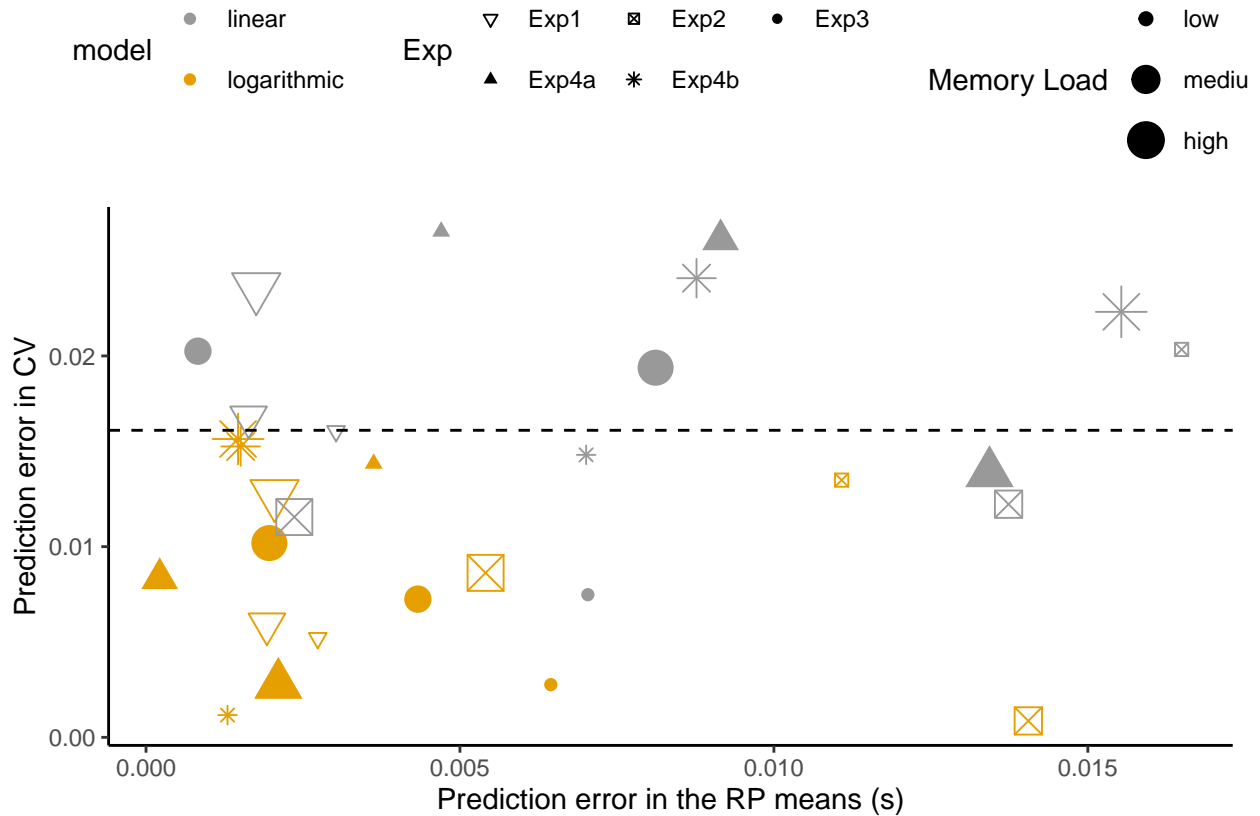 linear
Exp1
Exp2
Exp3
low
model
Exp
logarithmic
Exp4a
Exp4b
Memory Load
mediu
high
Prediction error in CV
0.02
0.01
0.00
0.000
0.005
0.010
0.015
Prediction error in the RP means (s)